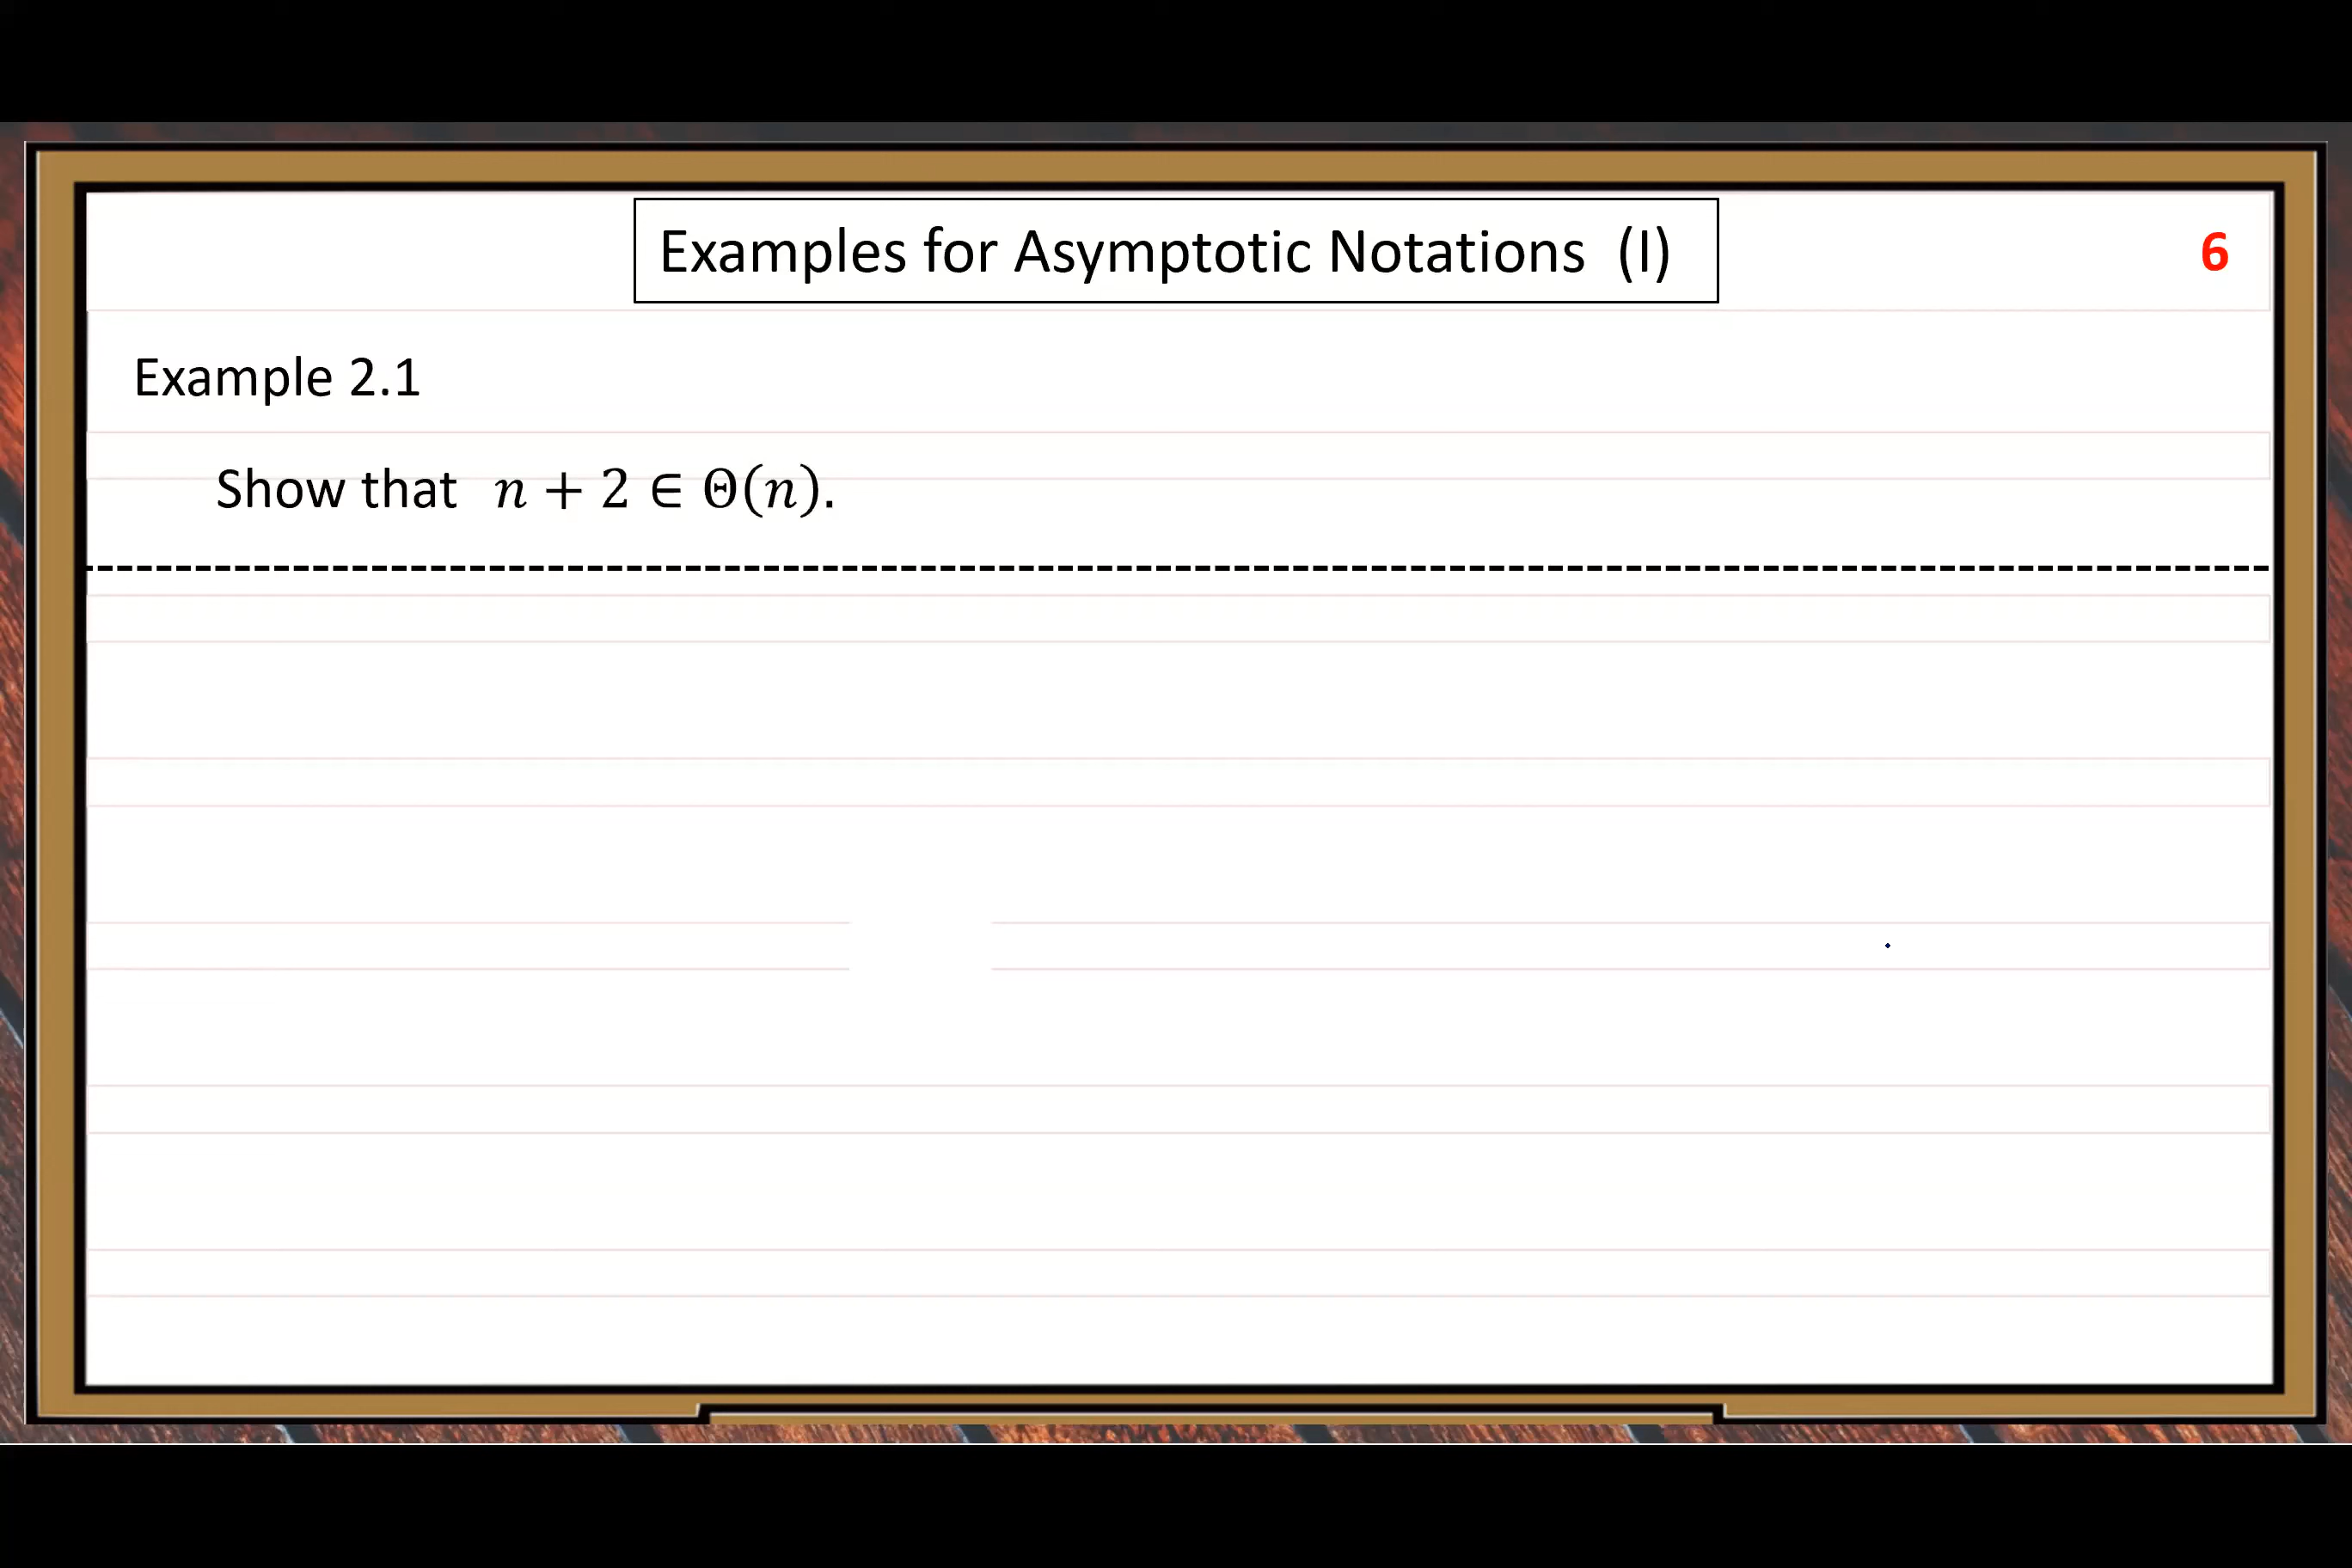 Examples for Asymptotic Notations (I)
6
Example 2.1
Show that n + 2 ∈ Θ(n).